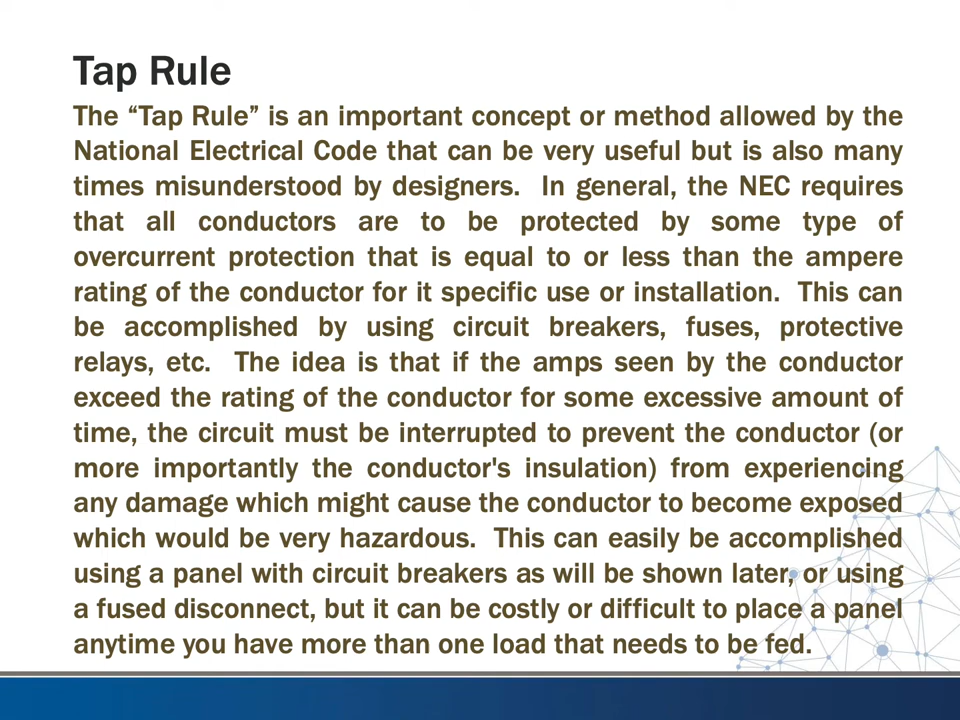 Tap Rule
The “Tap Rule” is an important concept or method allowed by the
National Electrical Code that can be very useful but is also many
times misunderstood by designers.  In general, the NEC requires
that all conductors are to be protected by some type of
overcurrent protection that is equal to or less than the ampere
rating of the conductor for it specific use or installation.  This can
be accomplished by using circuit breakers, fuses, protective
relays, etc.  The idea is that if the amps seen by the conductor
exceed the rating of the conductor for some excessive amount of
time, the circuit must be interrupted to prevent the conductor (or
more importantly the conductor's insulation) from experiencing
any damage which might cause the conductor to become exposed
which would be very hazardous.  This can easily be accomplished
using a panel with circuit breakers as will be shown later, or using
a fused disconnect, but it can be costly or difficult to place a panel
anytime you have more than one load that needs to be fed.